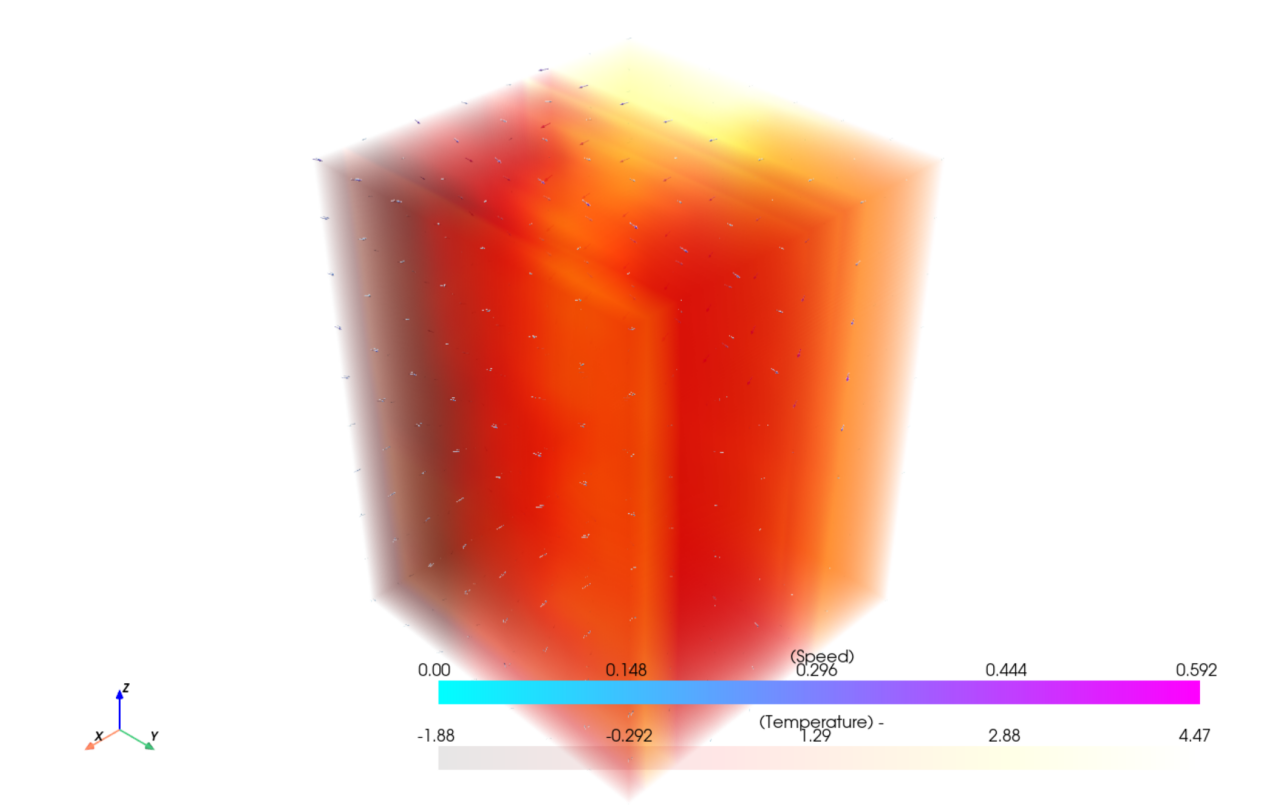 (Speed)
0.00 0.148 0.296 0.444 0.592
(Temperature) -
-1.88 -0.292 1.29 2.88 4.47
Z
X Y